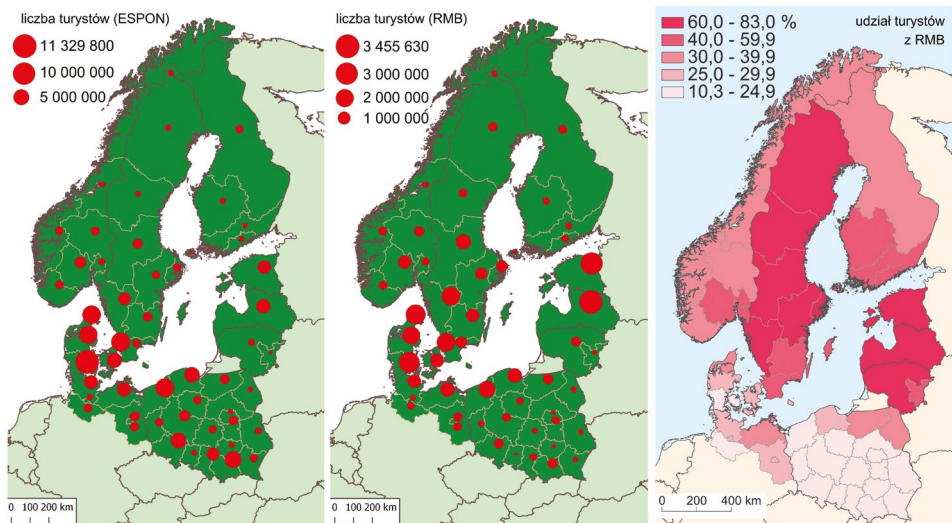 liczba turystów (ESPON)
11 329 800
10 000 000
5 000 000
0 100 200 km
liczba turystów (RMB)
3 455 630
3 000 000
2 000 000
1 000 000
0 100 200 km
60,0 - 83,0 %
40,0 - 59,9
30,0 - 39,9
25,0 - 29,9
10,3 - 24,9
udział turystów
z RMB
0 200 400 km